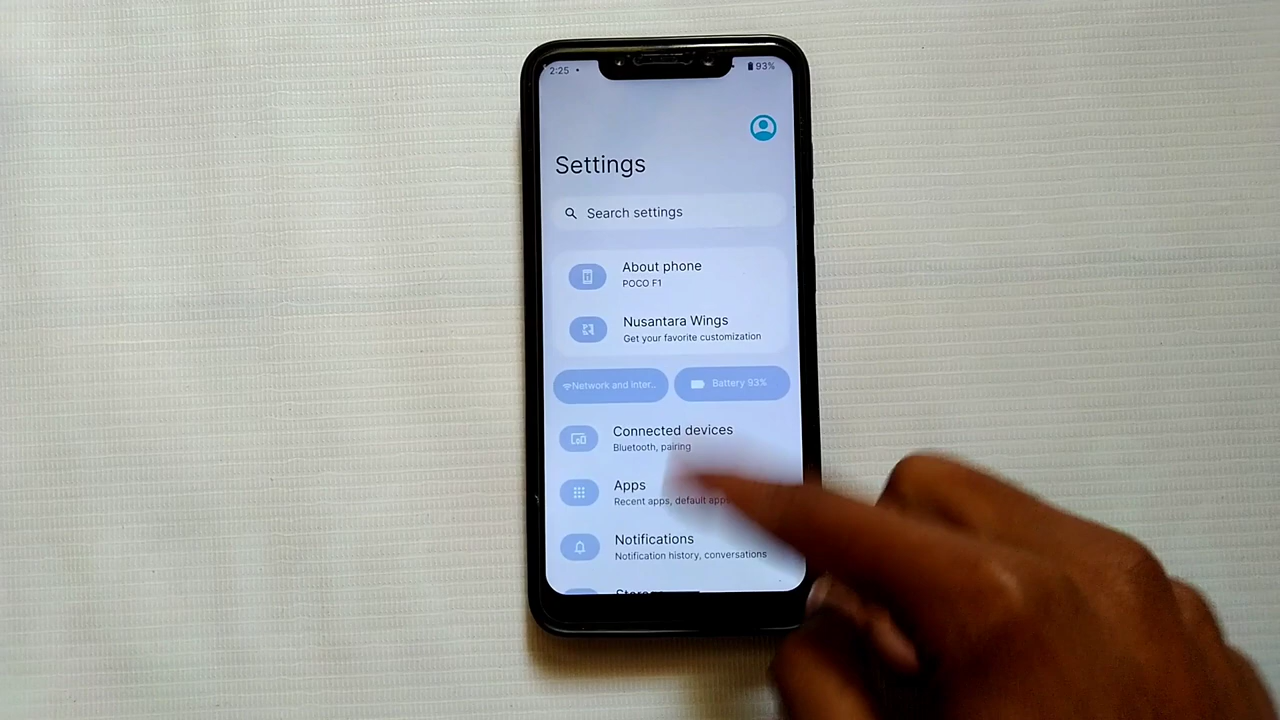 2:25
93%
Settings
Search settings
About phone
POCO F1
Nusantara Wings
Get your favorite customization
Network and inter..
Battery 93%
Connected devices
Bluetooth, pairing
Apps
Recent apps, default app
Notifications
Notification history, conversations